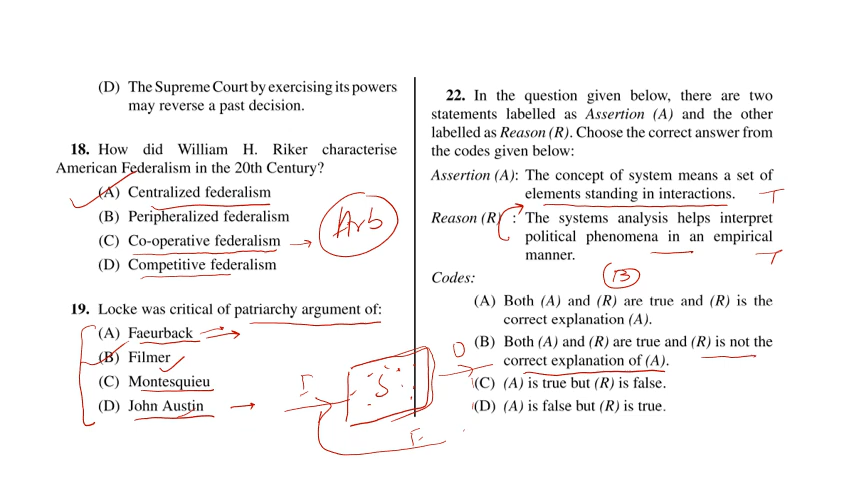 (D) The Supreme Court by exercising its powers
may reverse a past decision.
18. How did William H. Riker characterise
American Federalism in the 20th Century?
(A) Centralized federalism
(B) Peripheralized federalism
(C) Co-operative federalism
(D) Competitive federalism
Arb
19. Locke was critical of patriarchy argument of:
(A) Faeurback
(B) Filmer
(C) Montesquieu
(D) John Austin
I
S
O
F
22. In the question given below, there are two
statements labelled as Assertion (A) and the other
labelled as Reason (R). Choose the correct answer from
the codes given below:
Assertion (A): The concept of system means a set of
elements standing in interactions. T
Reason (R) : The systems analysis helps interpret
political phenomena in an empirical
manner. T
Codes: B
(A) Both (A) and (R) are true and (R) is the
correct explanation (A).
(B) Both (A) and (R) are true and (R) is not the
correct explanation of (A).
(C) (A) is true but (R) is false.
(D) (A) is false but (R) is true.